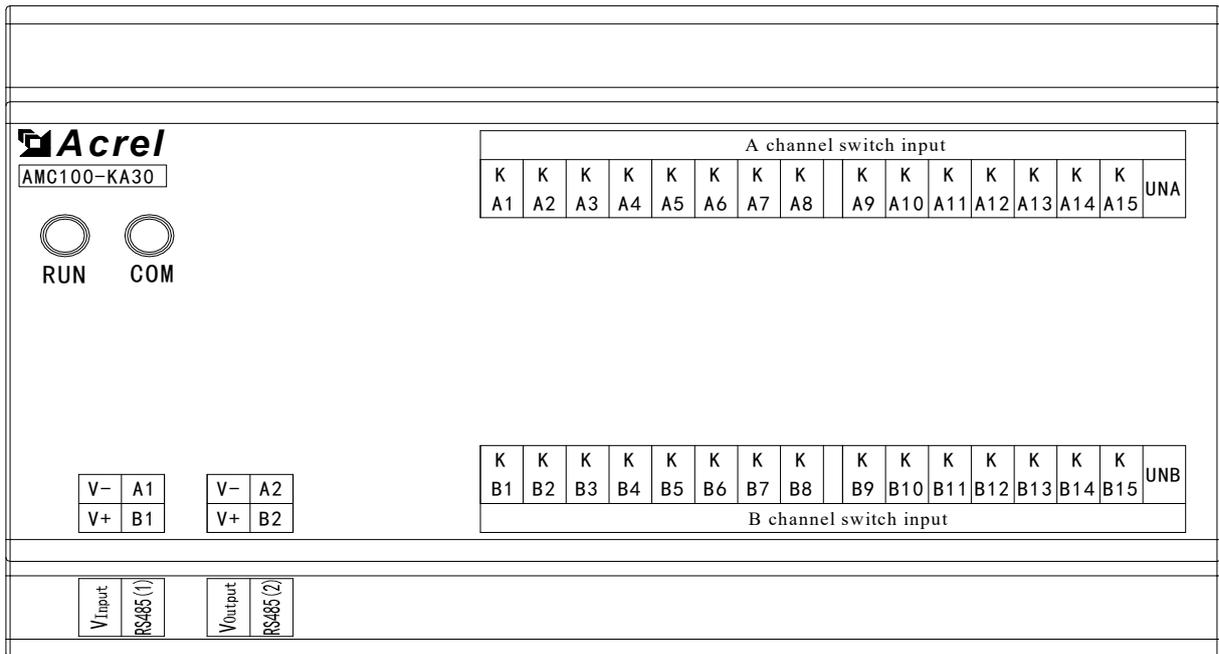 Acrel
AMC100-KA30
RUN COM
A channel switch input
K K K K K K K K K K K K K K K UNA
A1 A2 A3 A4 A5 A6 A7 A8 A9 A10 A11 A12 A13 A14 A15
K K K K K K K K K K K K K K K UNB
B1 B2 B3 B4 B5 B6 B7 B8 B9 B10 B11 B12 B13 B14 B15
B channel switch input
V- A1 V- A2
V+ B1 V+ B2
VInput RS485(1) VOutput RS485(2)